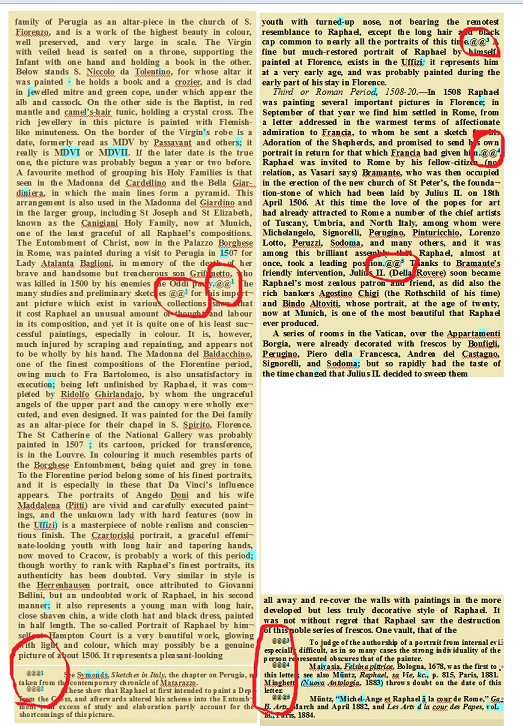 family of Perugia as an altar-piece in the church of S.
Fiorenzo, and is a work of the highest beauty in colour,
well preserved, and very large in scale. The Virgin
with veiled head is seated on a throne, supporting the
Infant with one hand and holding a book in the other.
Below stands S. Niccolo da Tolentino, for whose altar it
was painted : he holds a book and a crozier, and is clad
in jewelled mitre and green cope, under which appear the
alb and cassock. On the other side is the Baptist, in red
mantle and camel's-hair tunic, holding a crystal cross. The
rich jewellery in this picture is painted with Flemish-
like minuteness. On the border of the Virgin's robe is a
date, formerly read as MDV by Passavant and others; it
really is MDVI or MDVII. If the later date is the true
one, the picture was probably begun a year or two before.
A favourite method of grouping his Holy Families is that
seen in the Madonna del Cardellino and the Bella Giar-
diniera, in which the main lines form a pyramid. This
arrangement is also used in the Madonna del Giardino and
in the larger group, including St Joseph and St Elizabeth,
known as the Canigiani Holy Family, now at Munich,
one of the least graceful of all Raphael's compositions.
The Entombment of Christ, now in the Palazzo Borghese
in Rome, was painted during a visit to Perugia in 1507 for
Lady Atalanta Baglioni, in memory of the death of her
brave and handsome but treacherous son Grifonetto,
was killed in 1500 by his enemies the Oddi party.@@¹
many studies and preliminary sketches @@²
ant picture which exist in various collections
it cost Raphael an unusual amount of thought and labour
in its composition, and yet it is quite one of his least suc¬
cessful paintings, especially in colour. It is, however,
much injured by scraping and repainting, and appears not
to be wholly by his hand. The Madonna del Baldacchino,
one of the finest compositions of the Florentine period,
owing much to Fra Bartolomeo, is also unsatisfactory in
execution; being left unfinished by Raphael, it was com¬
pleted by Ridolfo Ghirlandajo, by whom the ungraceful
angels of the upper part and the canopy were wholly exe¬
cuted, and even designed. It was painted for the Dei family
as an altar-piece for their chapel in S. Spirito, Florence.
The St Catherine of the National Gallery was probably
painted in 1507 ; its cartoon, pricked for transference,
is in the Louvre. In colouring it much resembles parts of
the Borghese Entombment, being quiet and grey in tone.
To the Florentine period belong some of his finest portraits,
and it is especially in these that Da Vinci's influence
appears. The portraits of Angelo Doni and his wife
Maddalena (Pitti) are vivid and carefully executed paint¬
ings, and the unknown lady with hard features (now in
the Uffizi) is a masterpiece of noble realism and conscien¬
tious finish. The Czartoriski portrait, a graceful effemi¬
nate-looking youth with long hair and tapering hands,
now moved to Cracow, is probably a work of this period;
though worthy to rank with Raphael's finest portraits, its
authenticity has been doubted. Very similar in style is
the Herrenhausen portrait, once attributed to Giovanni
Bellini, but an undoubted work of Raphael, in his second
manner; it also represents a young man with long hair,
close shaven chin, a wide cloth hat and black dress, painted
in half length. The so-called Portrait of Raphael by him¬
self at Hampton Court is a very beautiful work, glowing
with light and colour, which may possibly be a genuine
picture of about 1506. It represents a pleasant-looking
@@@¹ See Symonds, Sketches in Italy, the chapter on Perugia,
taken from the contemporary chronicle of Matarazzo.
@@@² These show that Raphael at first intended to paint a Depo
from the Cross, and afterwards altered his scheme into the Entomb¬
excess of study and elaboration partly account for the
shortcomings of this picture.
youth with turned-up nose, not bearing the remotest
resemblance to Raphael, except the long hair and black
cap common to nearly all the portraits of this time.@@³
fine but much-restored portrait of Raphael by himself,
painted at Florence, exists in the Uffizi; it represents him
at a very early age, and was probably painted during the
early part of his stay in Florence.
Third or Roman Period, 1508-20.—In 1508 Raphael
was painting several important pictures in Florence; in
September of that year we find him settled in Rome, from
a letter addressed in the warmest terms of affectionate
admiration to Francia, to whom he sent a sketch
Adoration of the Shepherds, and promised to send his own
portrait in return for that which Francia had given him.@@⁴
Raphael was invited to Rome by his fellow-citizen (no
relation, as Vasari says) Bramante, who was then occupied
in the erection of the new church of St Peter's, the founda¬
tion-stone of which had been laid by Julius II. on 18th
April 1506. At this time the love of the popes for art
had already attracted to Rome a number of the chief artists
of Tuscany, Umbria, and North Italy, among whom were
Michelangelo, Signorelli, Perugino, Pinturicchio, Lorenzo
Lotto, Peruzzi, Sodoma, and many others, and it was
among this brilliant assembly that Raphael, almost at
once, took a leading position.@@⁵ Thanks to Bramante's
friendly intervention, Julius II. (Della Rovere) soon became
Raphael's most zealous patron and friend, as did also the
rich bankers Agostino Chigi (the Rothschild of his time)
and Bindo Altoviti, whose portrait, at the age of twenty,
now at Munich, is one of the most beautiful that Raphael
ever produced.
A series of rooms in the Vatican, over the Appartamenti
Borgia, were already decorated with frescos by Bonfigli,
Perugino, Piero della Francesca, Andrea del Castagno,
Signorelli, and Sodoma; but so rapidly had the taste of
the time changed that Julius II. decided to sweep them
all away and re-cover the walls with paintings in the more
developed but less truly decorative style of Raphael. It
was not without regret that Raphael saw the destruction
of this noble series of frescos. One vault, that of the
@@@³ To judge of the authorship of a portrait from internal evi
especially difficult, as in so many cases the strong individuality of the
person represented obscures that of the painter.
@@@⁴ Malvasia, Felsina pittrice, Bologna, 1678, was the first to
this letter; see also Müntz, Raphael, sa Vie, &c., p. 315, Paris, 1881.
Minghetti (Nuova Antologia, 1883) throws doubt on the date of this
letter.
@@@⁵ Müntz, "Michel-Ange et Raphael à la cour de Rome," Ga
B. Arts, March and April 1882, and Les Arts à la cour des Papes, vol.
Paris, 1884.